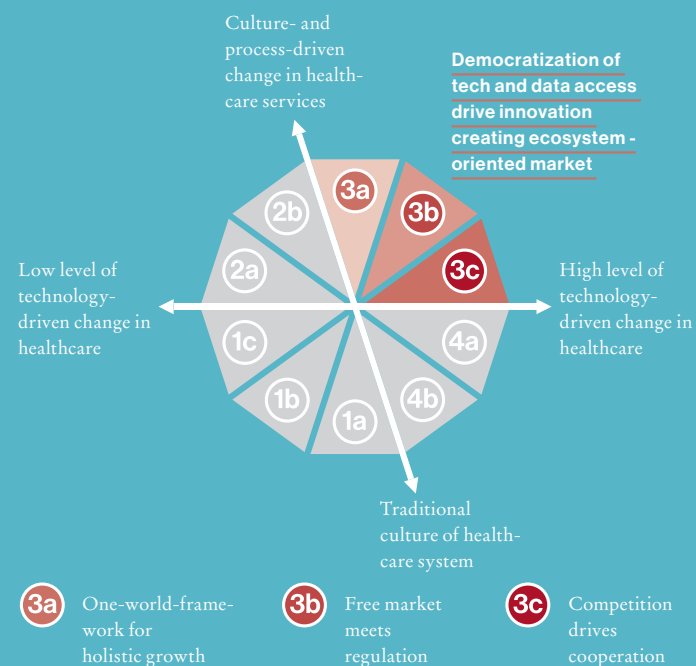 Culture- and
process-driven
change in health-
care services
Democratization of
tech and data access
drive innovation
creating ecosystem -
oriented market
3a
2b
3b
2a
3c
Low level of
technology-
driven change in
healthcare
High level of
technology-
driven change in
healthcare
1c
4a
1b
4b
1a
Traditional
culture of health-
care system
3a
One-world-frame-
work for
holistic growth
3b
Free market
meets
regulation
3c
Competition
drives
cooperation